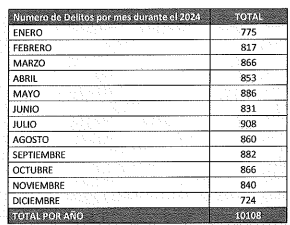 Numero de Delitos por mes durante el 2024 TOTAL
ENERO 775
FEBRERO 817
MARZO 866
ABRIL 853
MAYO 886
JUNIO 831
JULIO 908
AGOSTO 860
SEPTIEMBRE 882
OCTUBRE 866
NOVIEMBRE 840
DICIEMBRE 724
TOTAL POR AÑO 10108